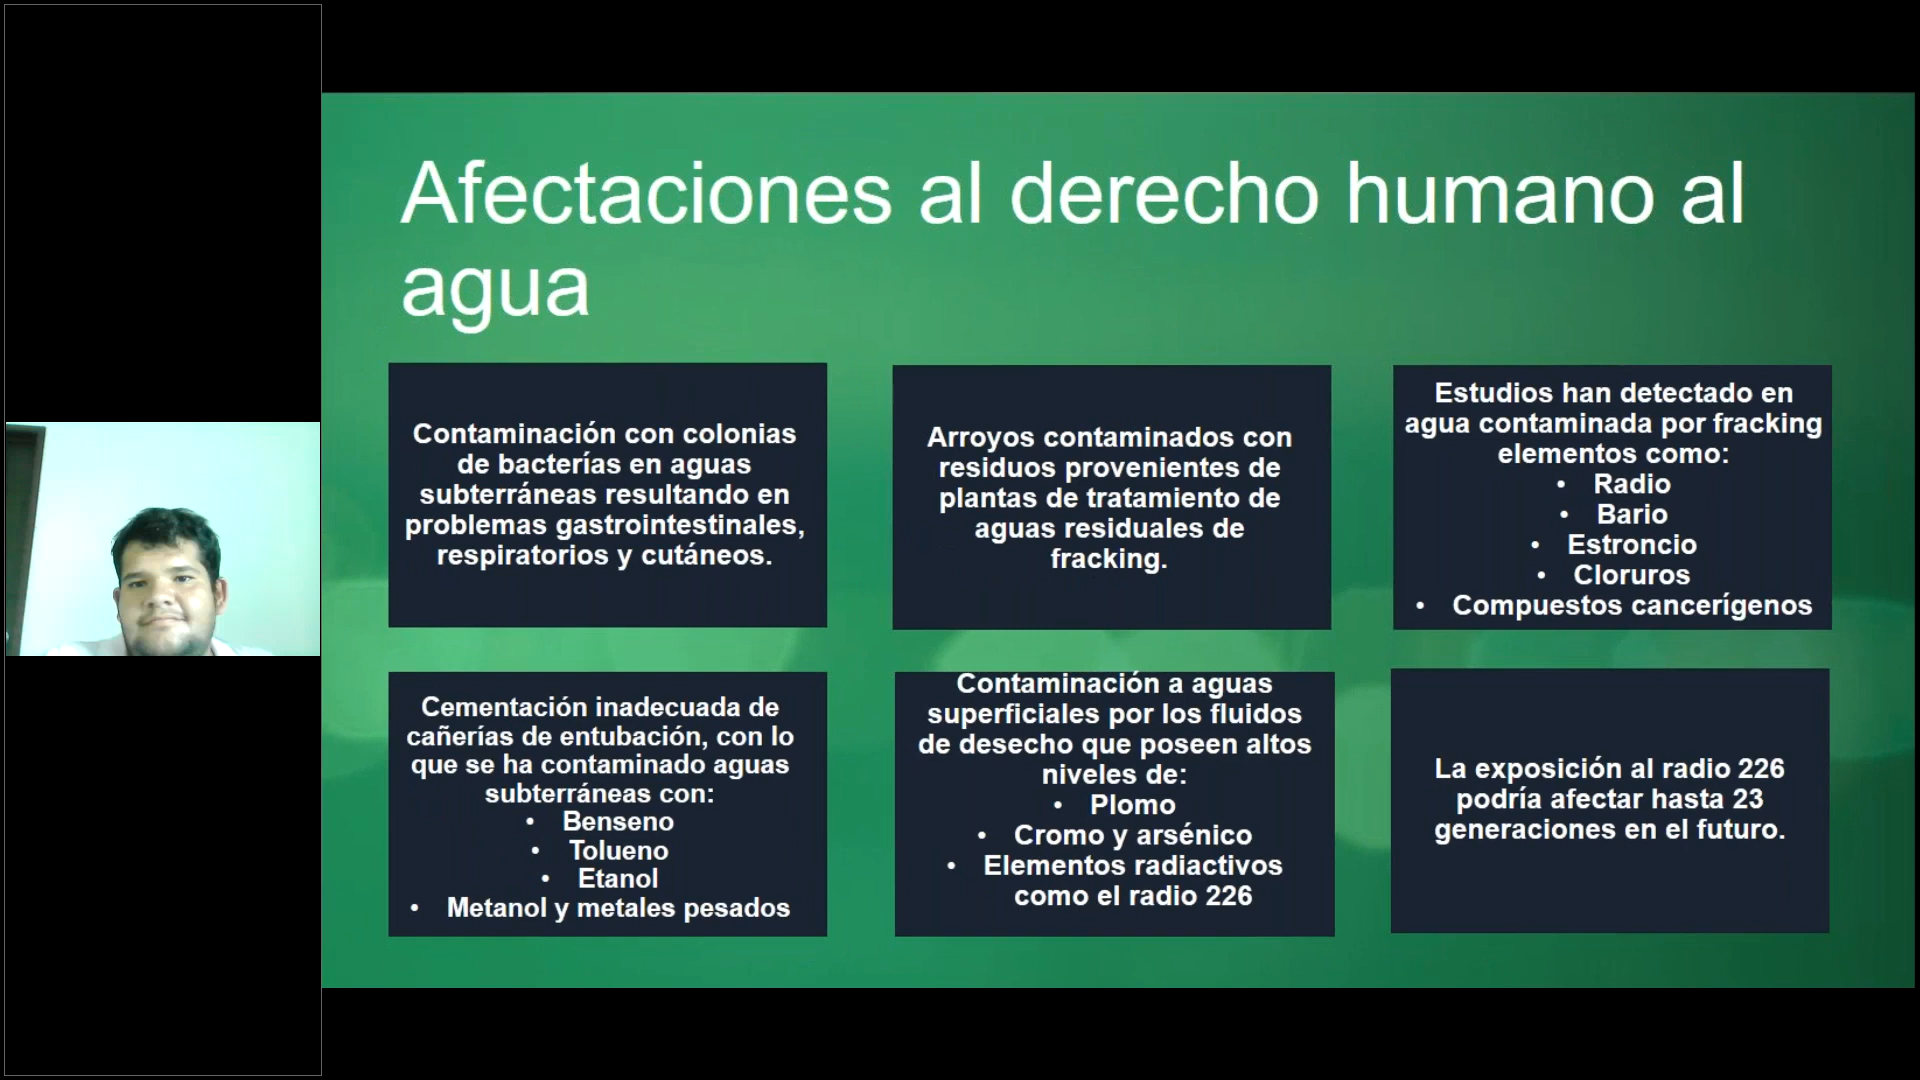 Afectaciones al derecho humano al
agua
Contaminación con colonias
de bacterías en aguas
subterráneas resultando en
problemas gastrointestinales,
respiratorios y cutáneos.
Arroyos contaminados con
residuos provenientes de
plantas de tratamiento de
aguas residuales de
fracking.
Estudios han detectado en
agua contaminada por fracking
elementos como:
• Radio
• Bario
• Estroncio
• Cloruros
• Compuestos cancerígenos
Cementación inadecuada de
cañerías de entubación, con lo
que se ha contaminado aguas
subterráneas con:
• Benseno
• Tolueno
• Etanol
• Metanol y metales pesados
Contaminación a aguas
superficiales por los fluidos
de desecho que poseen altos
niveles de:
• Plomo
• Cromo y arsénico
• Elementos radiactivos
como el radio 226
La exposición al radio 226
podría afectar hasta 23
generaciones en el futuro.